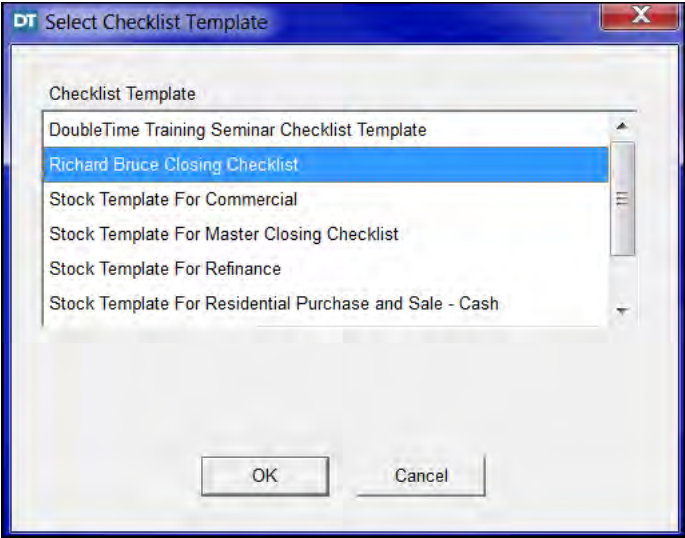 DT Select Checklist Template
X
Checklist Template
DoubleTime Training Seminar Checklist Template
Richard Bruce Closing Checklist
Stock Template For Commercial
Stock Template For Master Closing Checklist
Stock Template For Refinance
Stock Template For Residential Purchase and Sale - Cash
OK Cancel